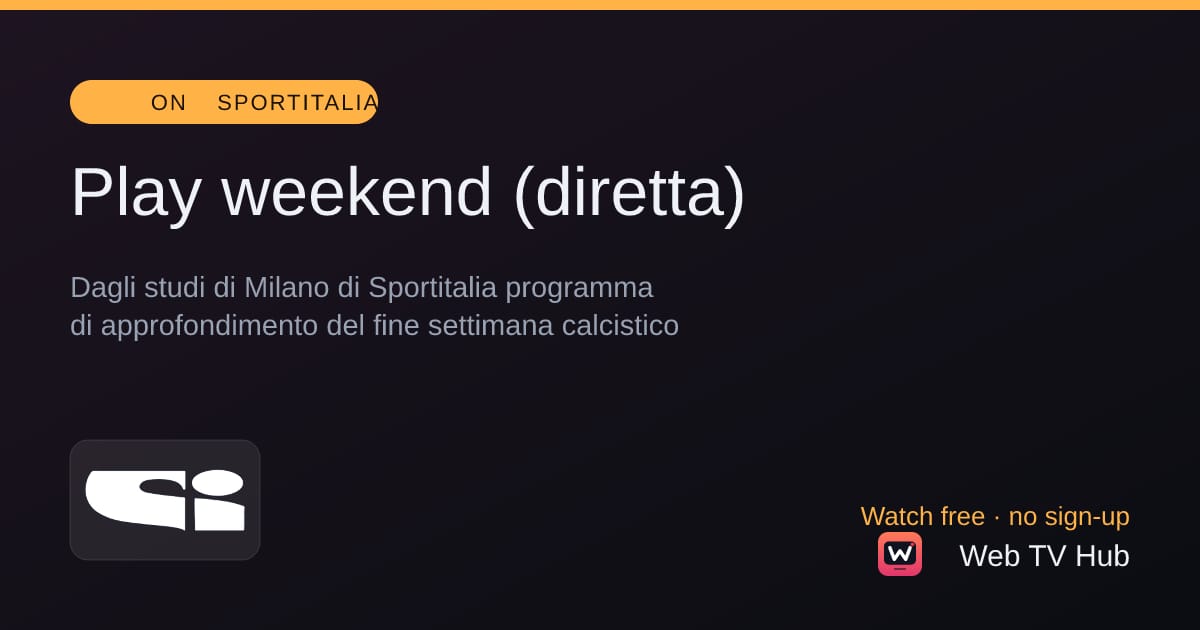 ON SPORTITALIA
Play weekend (diretta)
Dagli studi di Milano di Sportitalia programma
di approfondimento del fine settimana calcistico
Si
Watch free · no sign-up
W
Web TV Hub